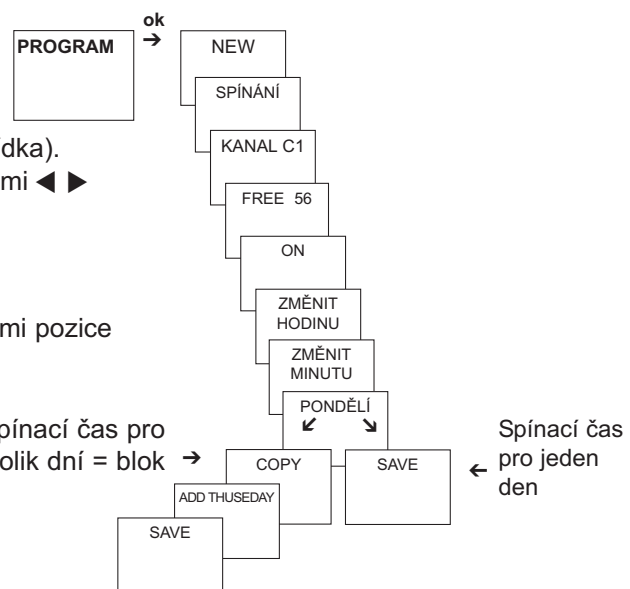 ok
PROGRAM ➔ NEW
SPÍNÁNÍ
ídka).
KANAL C1
mi ◀ ▶
FREE 56
ON
ZMĚNIT
HODINU
mi pozice
ZMĚNIT
MINUTU
PONDĚLÍ
pínací čas pro
olik dní = blok ➔
COPY
SAVE
Spínací čas
pro jeden
den
ADD THUSEDAY
SAVE